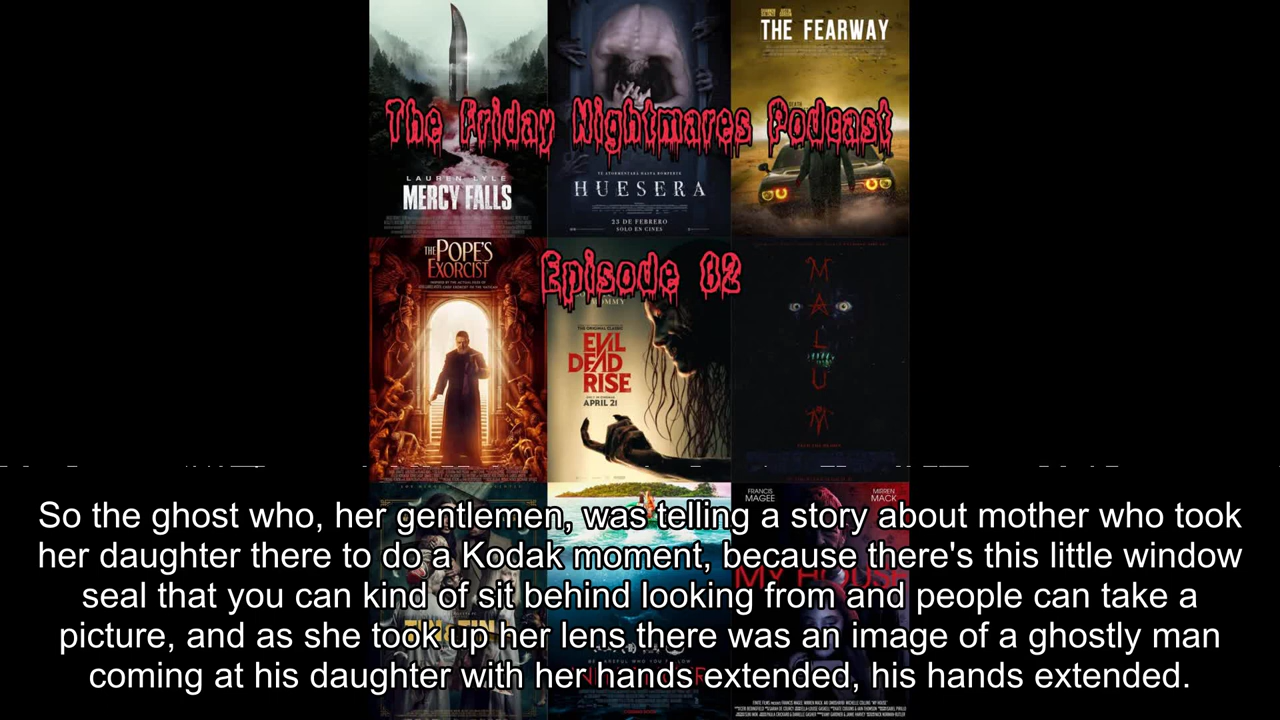 THE FEARWAY
The Friday Nightmares Podcast
LAUREN LYLE
MERCY FALLS
HUESERA
23 DE FEBRERO
SOLO EN CINES
THE POPE'S
EXORCIST
Episode 82
MOMMY
EVIL
DEAD
RISE
APRIL 21
MALUM
FRANCIS
MAGEE
MIRREN
MACK
MY HOUSE
So the ghost who, her gentlemen, was telling a story about mother who took
her daughter there to do a Kodak moment, because there's this little window
seal that you can kind of sit behind looking from and people can take a
picture, and as she took up her lens,there was an image of a ghostly man
coming at his daughter with her hands extended, his hands extended.